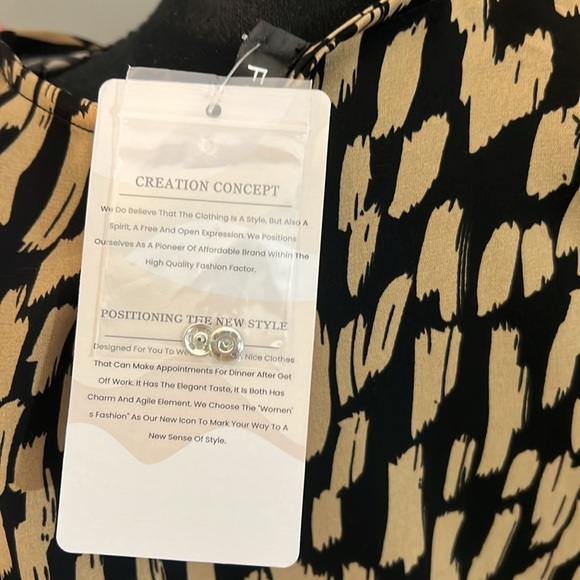 F
CREATION CONCEPT
We Do Believe That The Clothing Is A Style, But Also A
Spirit, A Free And Open Expression. We Positions
Ourselves As A Pioneer Of Affordable Brand Within The
High Quality Fashion Factor.
POSITIONING THE NEW STYLE
Designed For You To Nice Clothes
That Can Make Appointments For Dinner After Get
Off Work. It Has The Elegant Taste, It Is Both Has
Charm And Agile Element. We Choose The "Women'
s Fashion" As Our New Icon To Mark Your Way To A
New Sense Of Style.